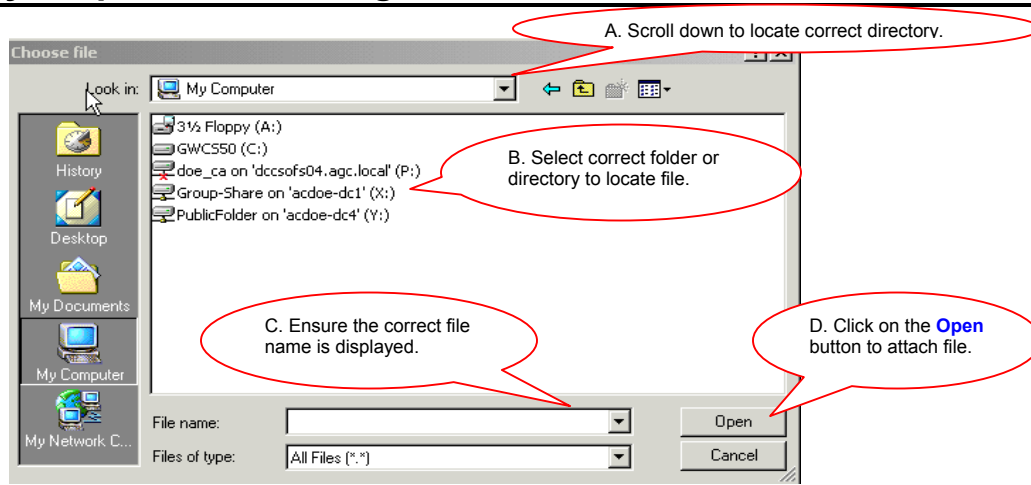 A. Scroll down to locate correct directory.
Choose file
Look in:
My Computer
3½ Floppy (A:)
GWCS50 (C:)
doe_ca on 'dccsofs04.agc.local' (P:)
Group-Share on 'acdoe-dc1' (X:)
PublicFolder on 'acdoe-dc4' (Y:)
B. Select correct folder or
directory to locate file.
History
Desktop
My Documents
My Computer
My Network C...
C. Ensure the correct file
name is displayed.
D. Click on the Open
button to attach file.
File name:
Open
Files of type:
All Files (*.*)
Cancel